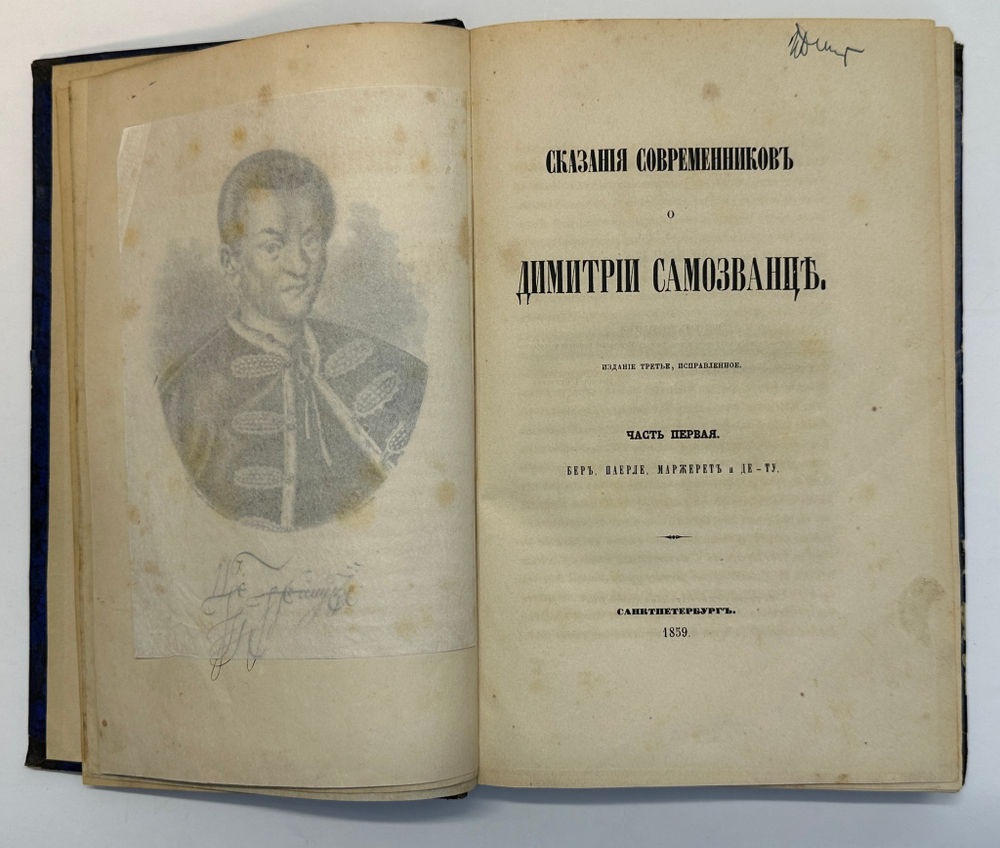 СКАЗАНІЯ СОВРЕМЕННИКОВЪ
О
ДИМИТРІИ САМОЗВАНЦѢ.
ИЗДАНІЕ ТРЕТЬЕ, ИСПРАВЛЕННОЕ.
ЧАСТЬ ПЕРВАЯ.
БЕРЪ, ПАЕРЛЕ, МАРЖЕРЕТЪ и ДЕ-ТУ.
САНКТПЕТЕРБУРГЪ.
1859.